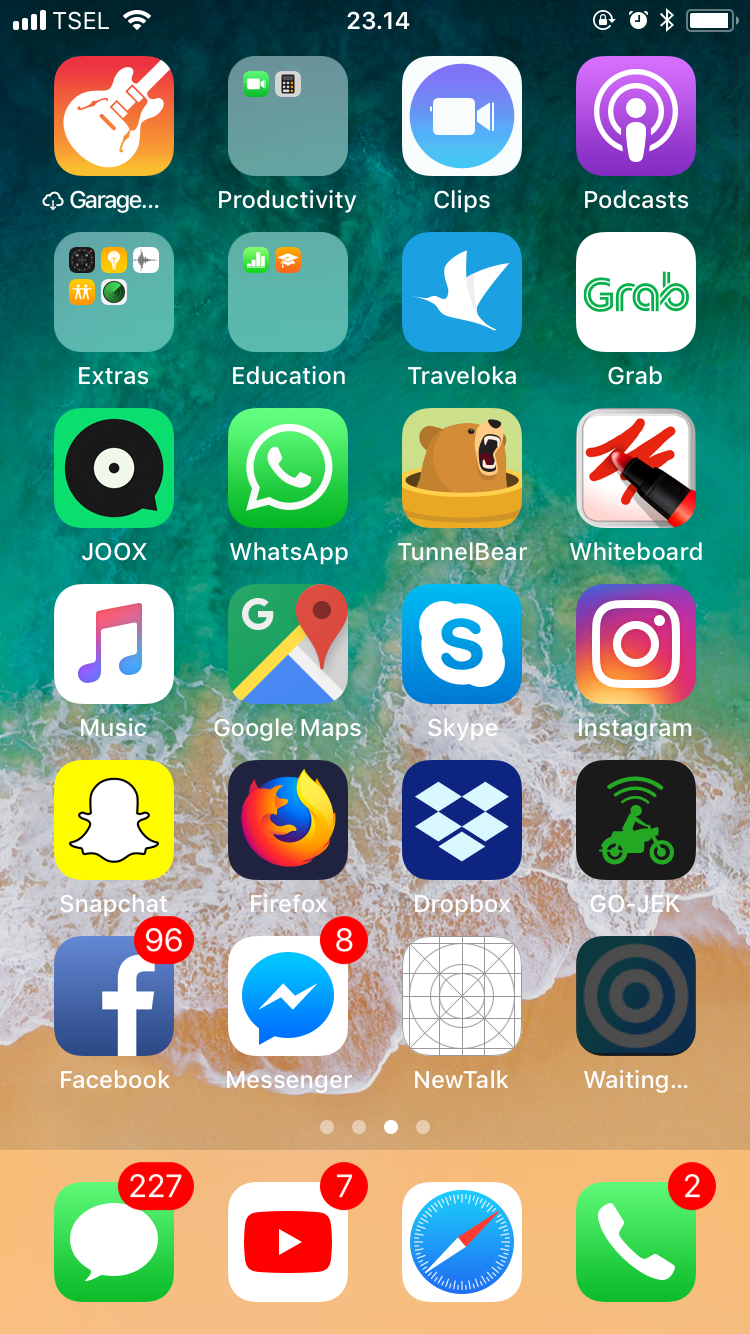 TSEL 23.14
Garage... Productivity Clips Podcasts
Grab
Extras Education Traveloka Grab
JOOX WhatsApp TunnelBear Whiteboard
G
S
Music Google Maps Skype Instagram
Snapchat Firefox Dropbox GO-JEK
96 8
f
Facebook Messenger NewTalk Waiting...
227 7 2